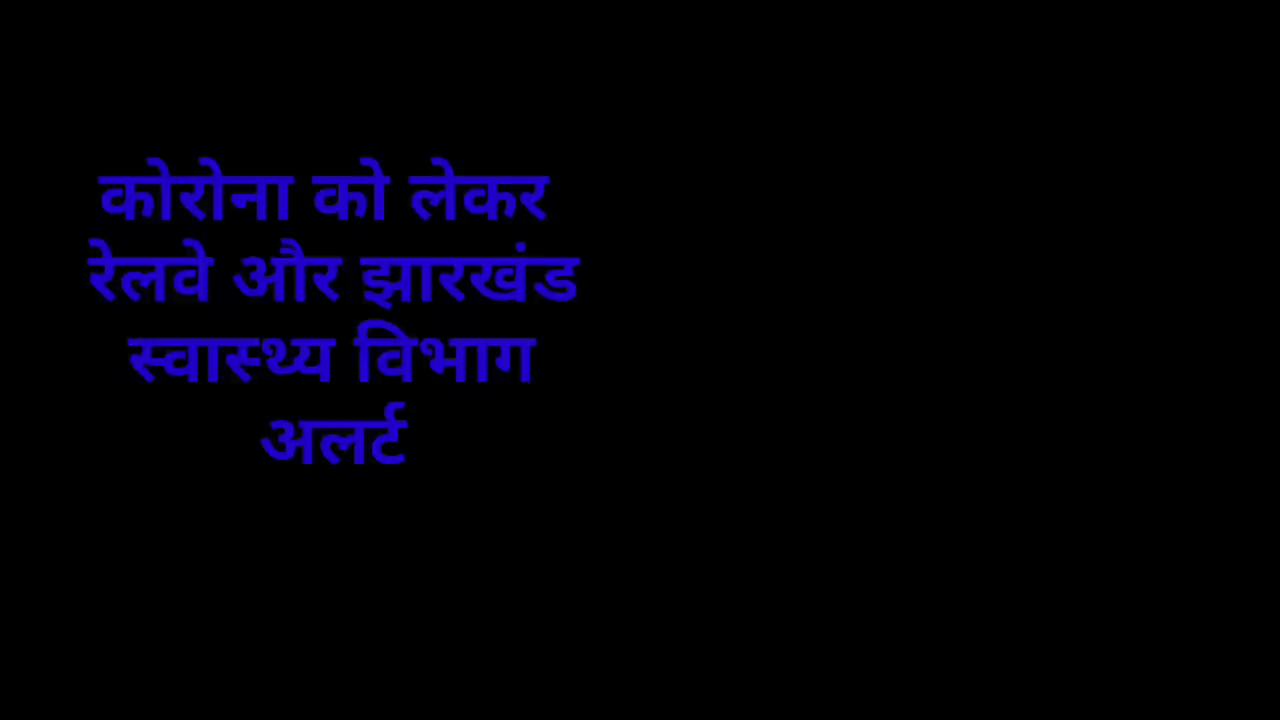 कोरोना को लेकर
रेलवे और झारखंड
स्वास्थ्य विभाग
अलर्ट